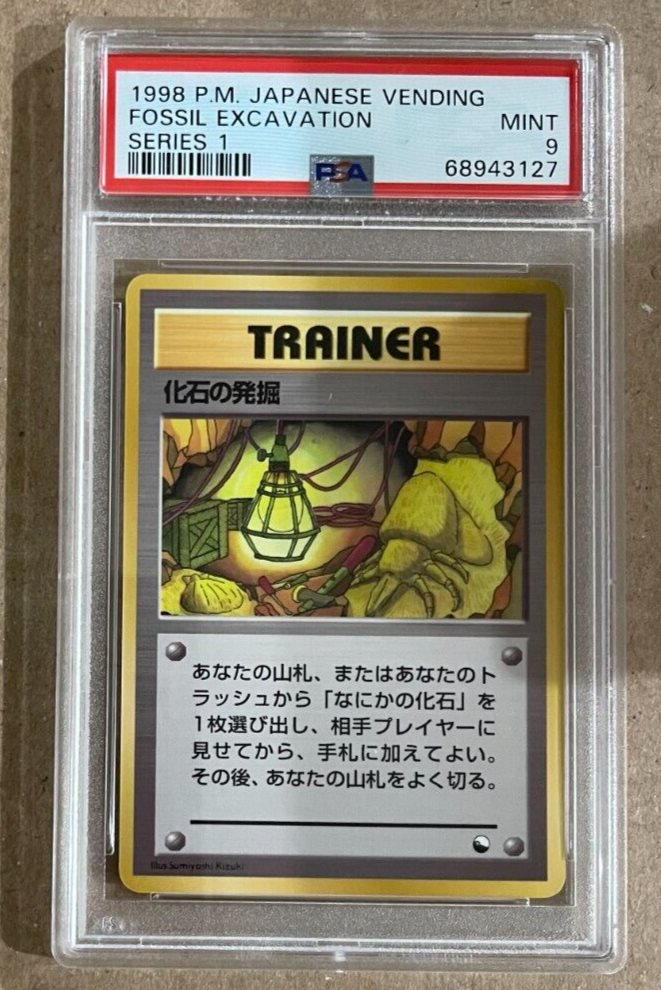 1998 P.M. JAPANESE VENDING
FOSSIL EXCAVATION MINT
SERIES 1 9
PSA 68943127
TRAINER
化石の発掘
あなたの山札、またはあなたのト
ラッシュから「なにかの化石」を
1枚選び出し、相手プレイヤーに
見せてから、手札に加えてよい。
その後、あなたの山札をよく切る。
Illus.Sumiyoshi Kizuki